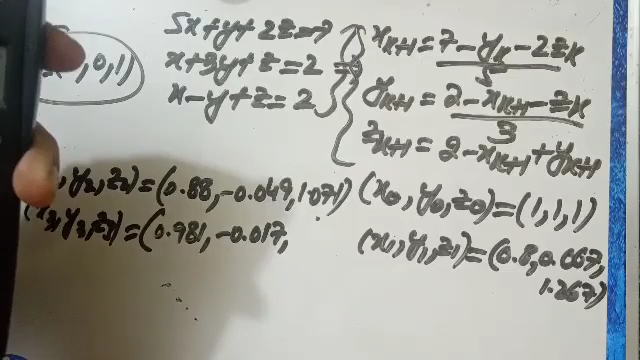 5x+y+2z=7
x+3y+z=2
x-y+z=2
⇒
x_{k+1} = 7-y_k-2z_k / 5
y_{k+1} = 2-x_{k+1}-z_k / 3
z_{k+1} = 2-x_{k+1}+y_{k+1}
,0,1)
, y_2, z_2)=(0.88,-0.049,1.071)
(x_3,y_3,z_3)=(0.981,-0.017,
(x_0,y_0,z_0)=(1,1,1)
(x_1,y_1,z_1)=(0.8,0.067,
1.267)